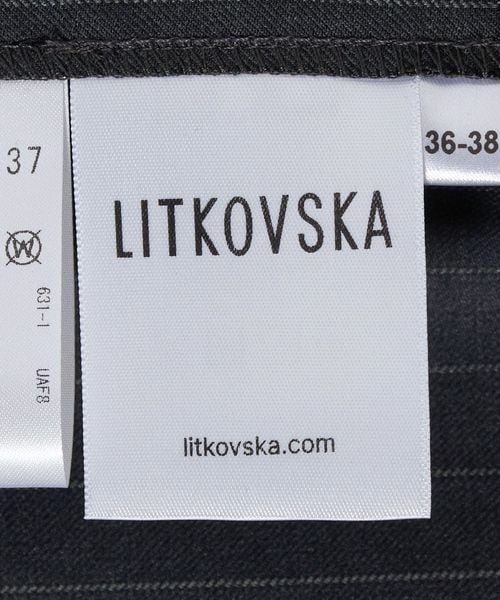 37
W
631-1
UAF8
LITKOVSKA
litkovska.com
36-38